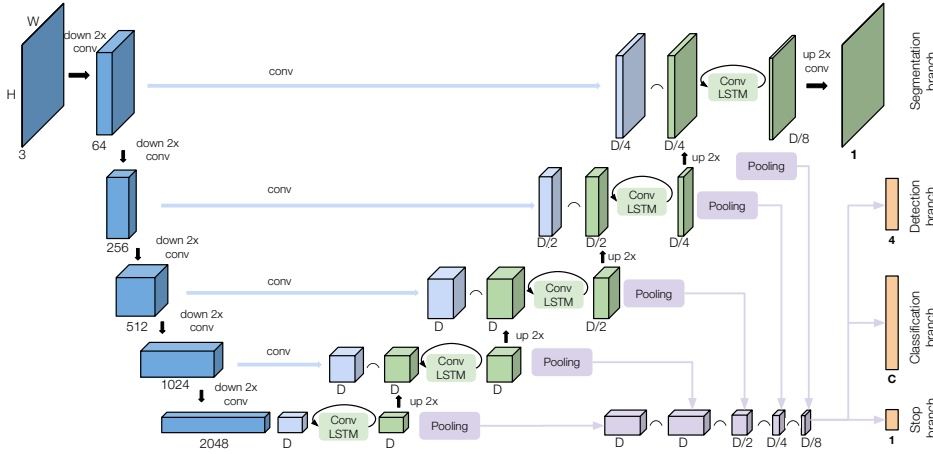 W
H
3
down 2x
conv
64
conv
D/4
D/4
Conv
LSTM
D/8
up 2x
conv
1
Segmentation
branch
down 2x
conv
256
conv
D/2
D/2
Conv
LSTM
D/4
up 2x
Pooling
Pooling
4
Detection
branch
down 2x
conv
512
conv
D
D
Conv
LSTM
D/2
up 2x
Pooling
C
Classification
branch
down 2x
conv
1024
conv
D
D
Conv
LSTM
D
up 2x
Pooling
down 2x
conv
2048
D
Conv
LSTM
D
up 2x
Pooling
D
D
D/2
D/4
D/8
1
Stop
branch